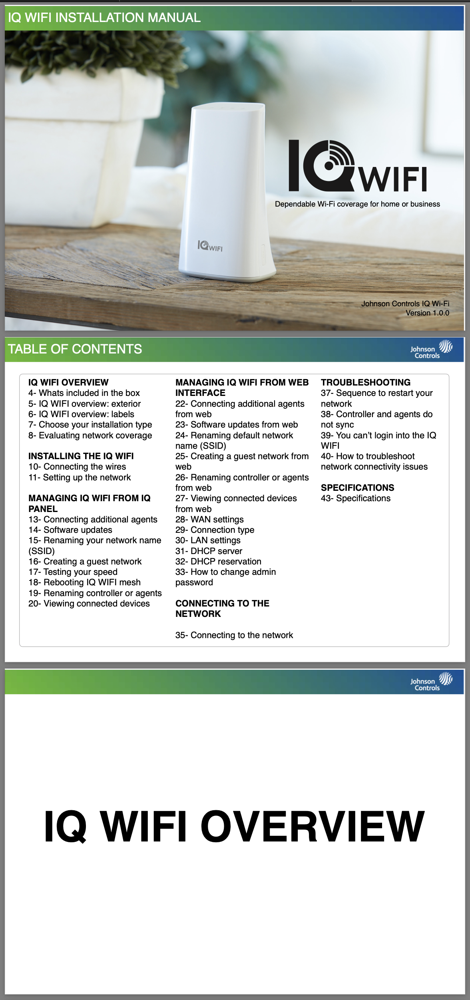 IQ WIFI INSTALLATION MANUAL
IQ WIFI
Dependable Wi-Fi coverage for home or business
IQ WIFI
Johnson Controls IQ Wi-Fi
Version 1.0.0
TABLE OF CONTENTS
Johnson
Controls
IQ WIFI OVERVIEW
4- Whats included in the box
5- IQ WIFI overview: exterior
6- IQ WIFI overview: labels
7- Choose your installation type
8- Evaluating network coverage
INSTALLING THE IQ WIFI
10- Connecting the wires
11- Setting up the network
MANAGING IQ WIFI FROM IQ
PANEL
13- Connecting additional agents
14- Software updates
15- Renaming your network name
(SSID)
16- Creating a guest network
17- Testing your speed
18- Rebooting IQ WIFI mesh
19- Renaming controller or agents
20- Viewing connected devices
MANAGING IQ WIFI FROM WEB
INTERFACE
22- Connecting additional agents
from web
23- Software updates from web
24- Renaming default network
name (SSID)
25- Creating a guest network from
web
26- Renaming controller or agents
from web
27- Viewing connected devices
from web
28- WAN settings
29- Connection type
30- LAN settings
31- DHCP server
32- DHCP reservation
33- How to change admin
password
CONNECTING TO THE
NETWORK
35- Connecting to the network
TROUBLESHOOTING
37- Sequence to restart your
network
38- Controller and agents do
not sync
39- You can’t login into the IQ
WIFI
40- How to troubleshoot
network connectivity issues
SPECIFICATIONS
43- Specifications
Johnson
Controls
IQ WIFI OVERVIEW